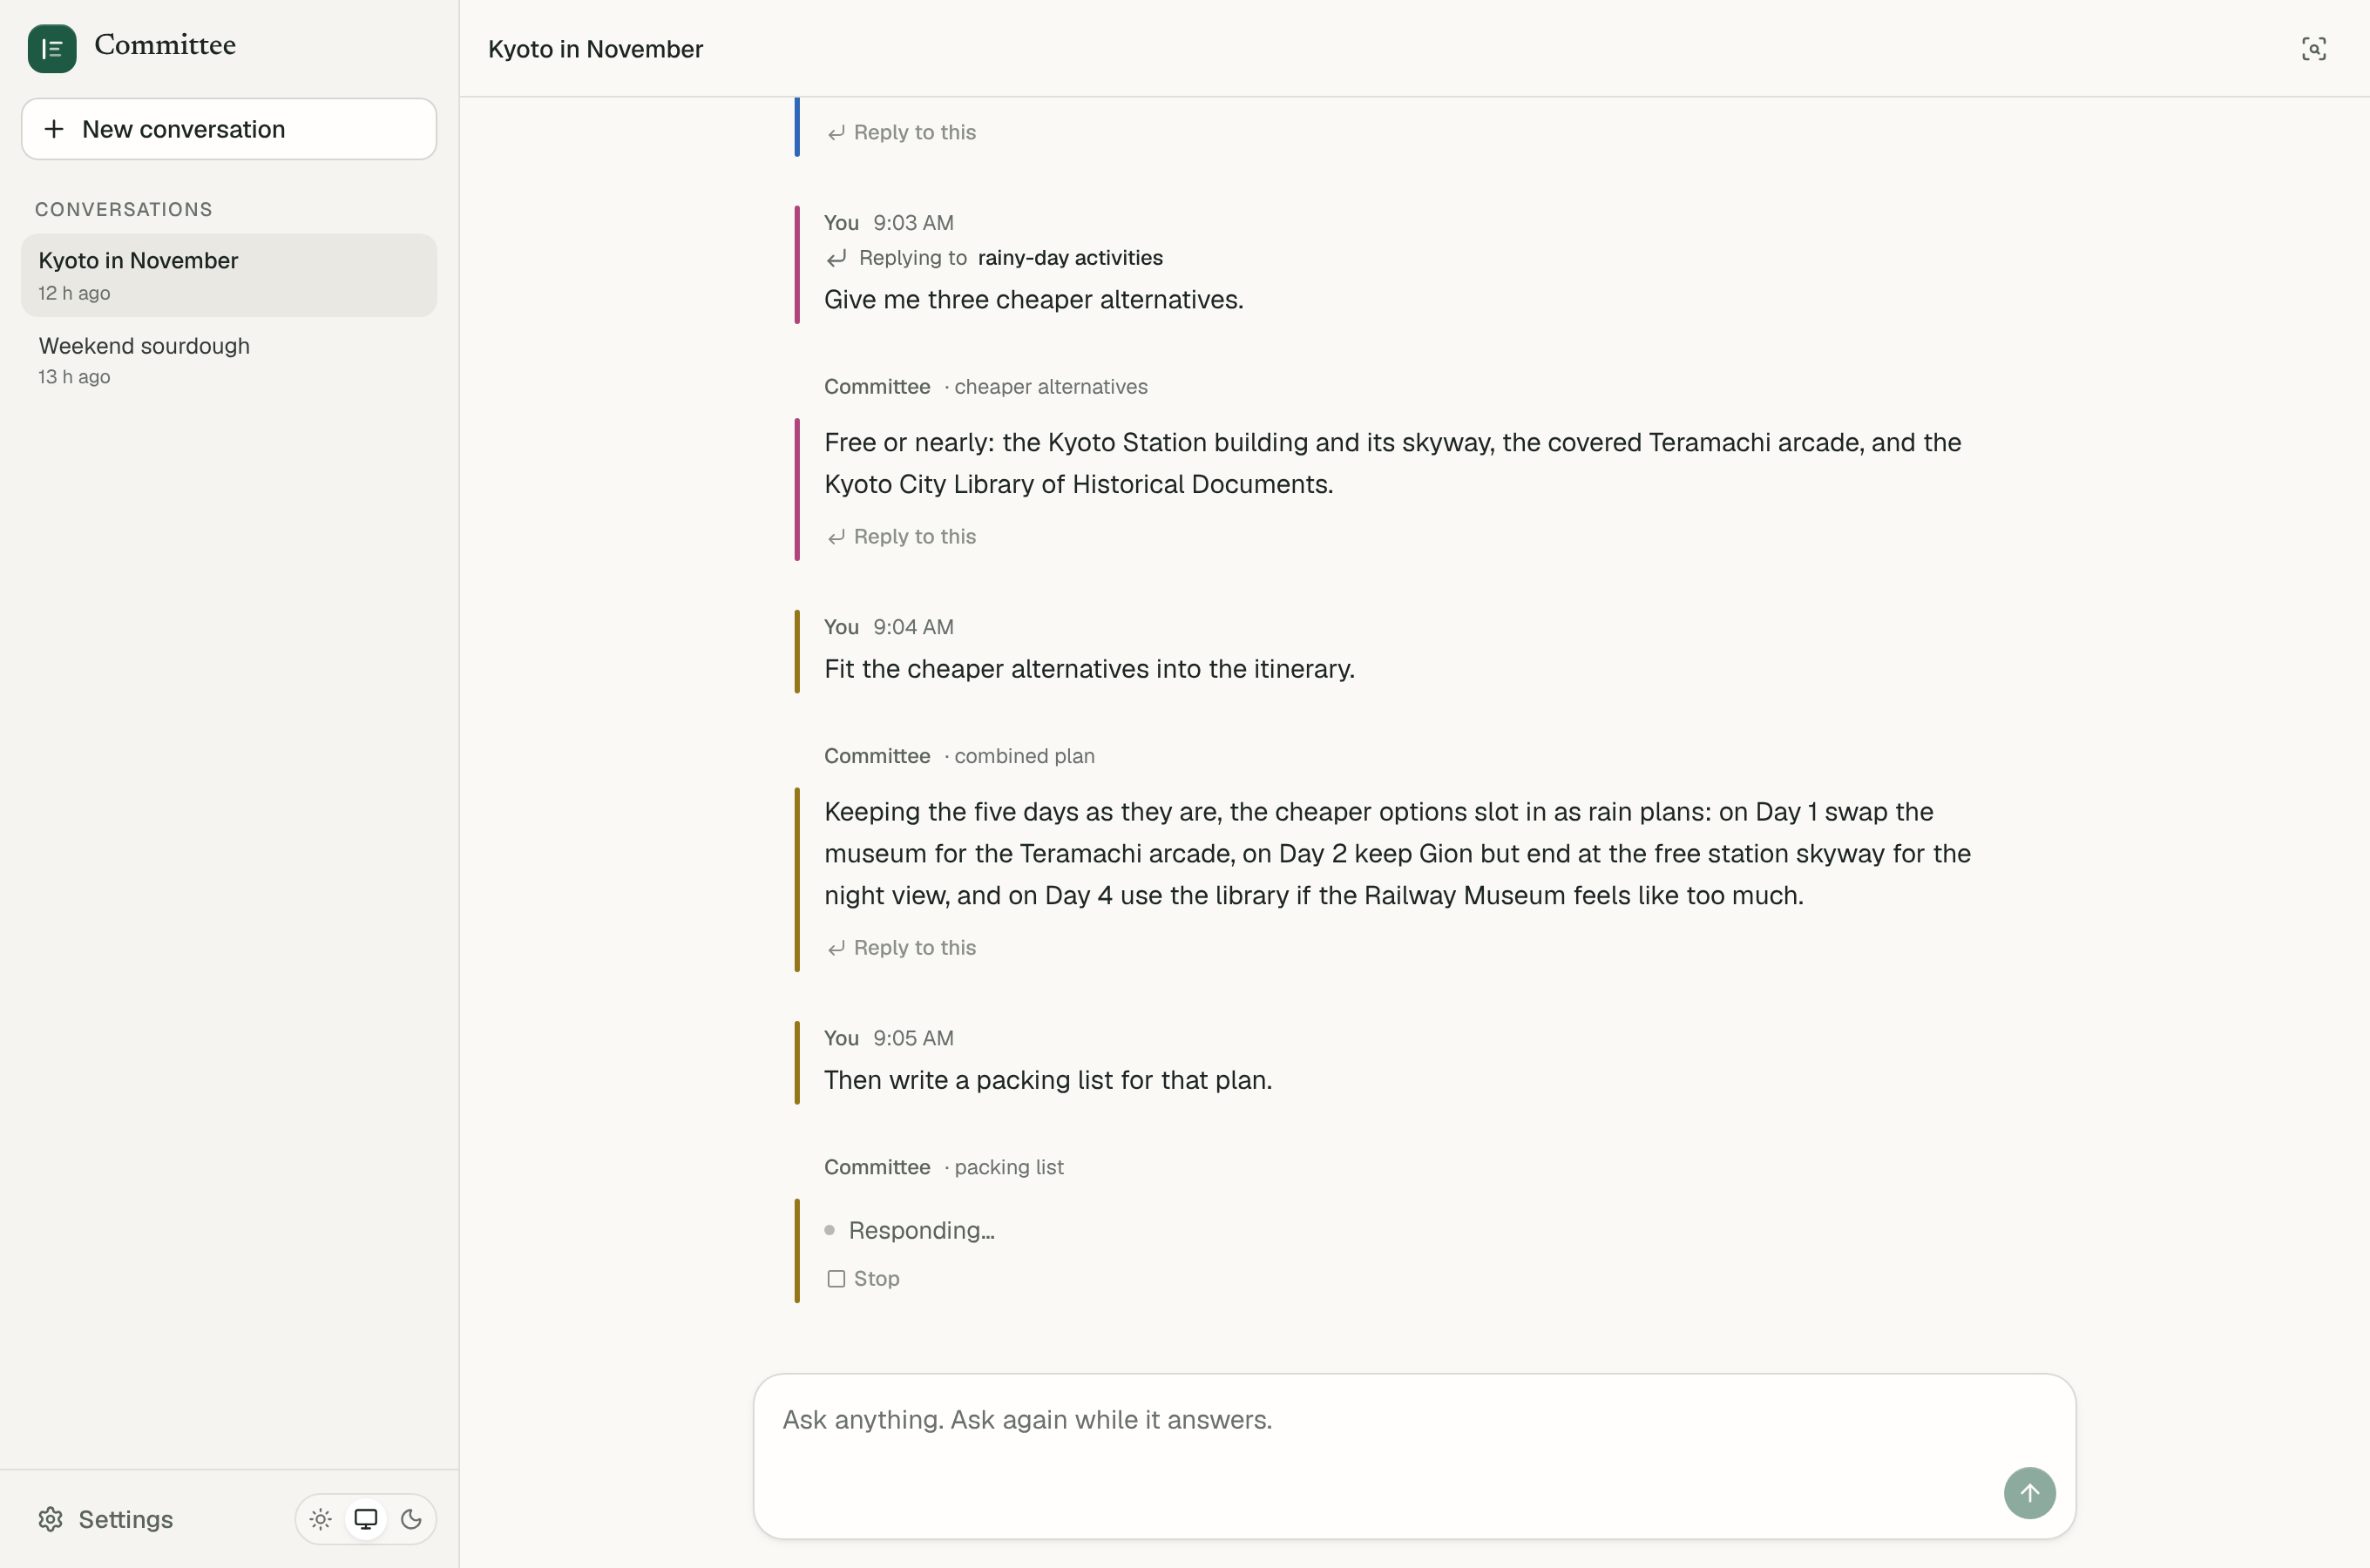 Committee
New conversation
CONVERSATIONS
Kyoto in November
12 h ago
Weekend sourdough
13 h ago
Settings
Kyoto in November
Reply to this
You 9:03 AM
Replying to rainy-day activities
Give me three cheaper alternatives.
Committee · cheaper alternatives
Free or nearly: the Kyoto Station building and its skyway, the covered Teramachi arcade, and the
Kyoto City Library of Historical Documents.
Reply to this
You 9:04 AM
Fit the cheaper alternatives into the itinerary.
Committee · combined plan
Keeping the five days as they are, the cheaper options slot in as rain plans: on Day 1 swap the
museum for the Teramachi arcade, on Day 2 keep Gion but end at the free station skyway for the
night view, and on Day 4 use the library if the Railway Museum feels like too much.
Reply to this
You 9:05 AM
Then write a packing list for that plan.
Committee · packing list
Responding…
Stop
Ask anything. Ask again while it answers.